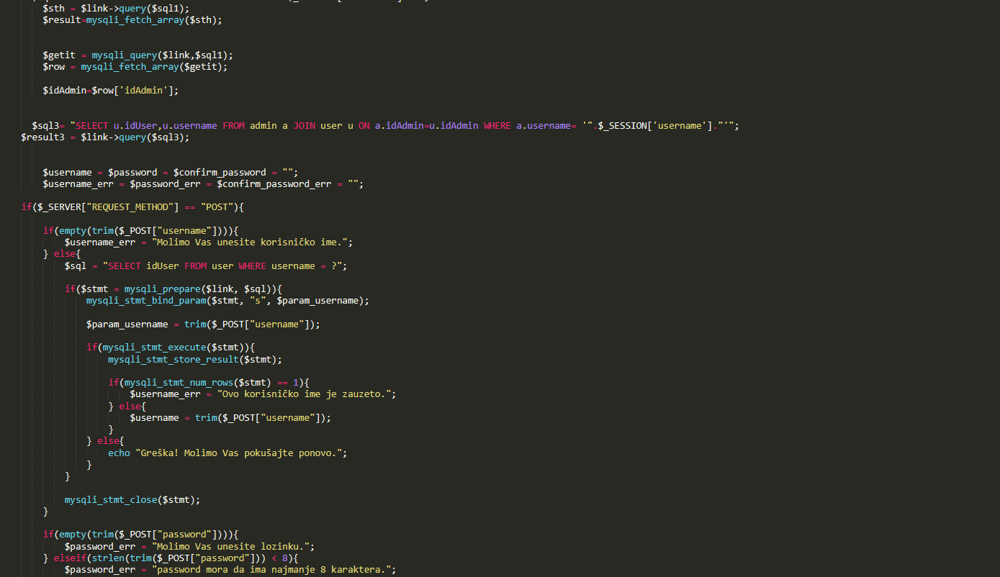 $sth = $link->query($sql1);
$result=mysqli_fetch_array($sth);
$getit = mysqli_query($link,$sql1);
$row = mysqli_fetch_array($getit);
$idAdmin=$row['idAdmin'];
$sql3= "SELECT u.idUser,u.username FROM admin a JOIN user u ON a.idAdmin=u.idAdmin WHERE a.username= '".$_SESSION['username']."'";
$result3 = $link->query($sql3);
$username = $password = $confirm_password = "";
$username_err = $password_err = $confirm_password_err = "";
if($_SERVER["REQUEST_METHOD"] == "POST"){
if(empty(trim($_POST["username"]))){
$username_err = "Molimo Vas unesite korisničko ime.";
} else{
$sql = "SELECT idUser FROM user WHERE username = ?";
if($stmt = mysqli_prepare($link, $sql)){
mysqli_stmt_bind_param($stmt, "s", $param_username);
$param_username = trim($_POST["username"]);
if(mysqli_stmt_execute($stmt)){
mysqli_stmt_store_result($stmt);
if(mysqli_stmt_num_rows($stmt) == 1){
$username_err = "Ovo korisničko ime je zauzeto.";
} else{
$username = trim($_POST["username"]);
}
} else{
echo "Greška! Molimo Vas pokušajte ponovo.";
}
}
mysqli_stmt_close($stmt);
}
if(empty(trim($_POST["password"]))){
$password_err = "Molimo Vas unesite lozinku.";
} elseif(strlen(trim($_POST["password"])) < 8){
$password_err = "password mora da ima najmanje 8 karaktera.";